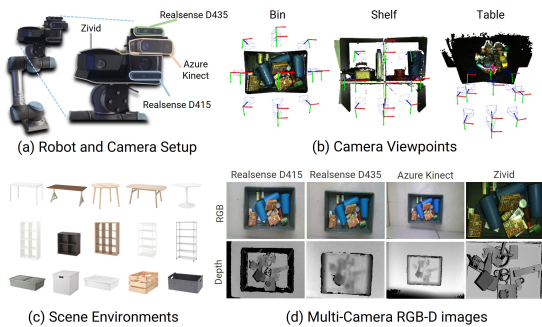 Zivid
Realsense D435
Azure
Kinect
Realsense D415
(a) Robot and Camera Setup
Bin
Shelf
Table
(b) Camera Viewpoints
(c) Scene Environments
Realsense D415
Realsense D435
Azure Kinect
Zivid
RGB
Depth
(d) Multi-Camera RGB-D images